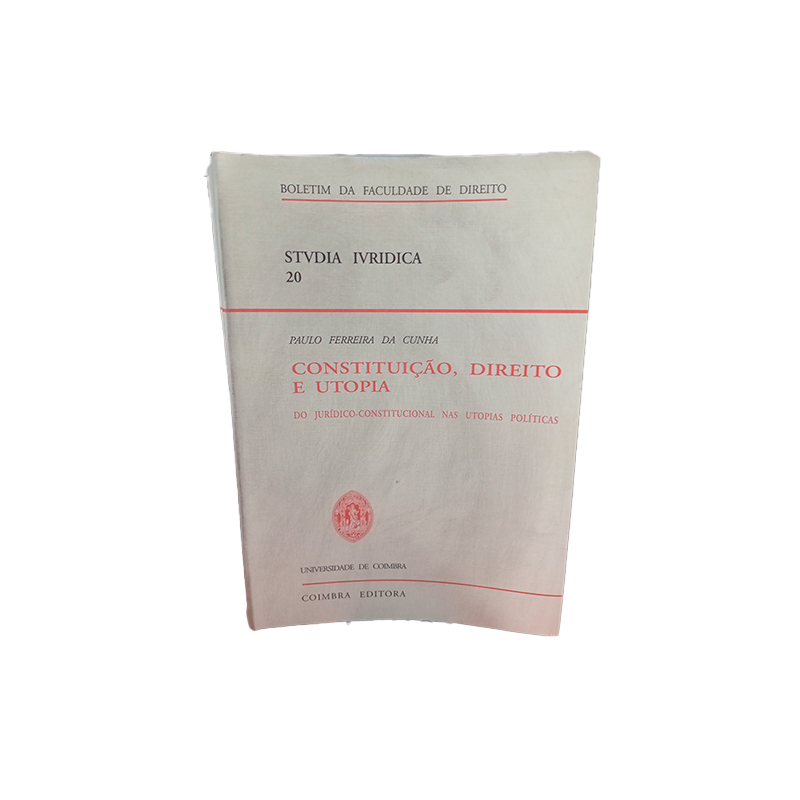 BOLETIM DA FACULDADE DE DIREITO
STVDIA IVRIDICA
20
PAULO FERREIRA DA CUNHA
CONSTITUIÇÃO, DIREITO
E UTOPIA
DO JURÍDICO-CONSTITUCIONAL NAS UTOPIAS POLÍTICAS
UNIVERSIDADE DE COIMBRA
COIMBRA EDITORA